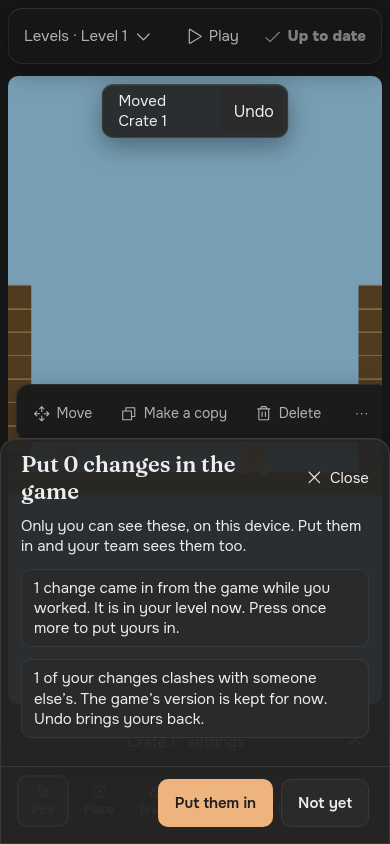 Levels · Level 1
Play
Up to date
Moved
Crate 1
Undo
Move
Make a copy
Delete
Put 0 changes in the
game
Close
Only you can see these, on this device. Put them
in and your team sees them too.
1 change came in from the game while you
worked. It is in your level now. Press once
more to put yours in.
1 of your changes clashes with someone
else’s. The game’s version is kept for now.
Undo brings yours back.
Crate 1 settings
Pick
Place
Put them in
Not yet